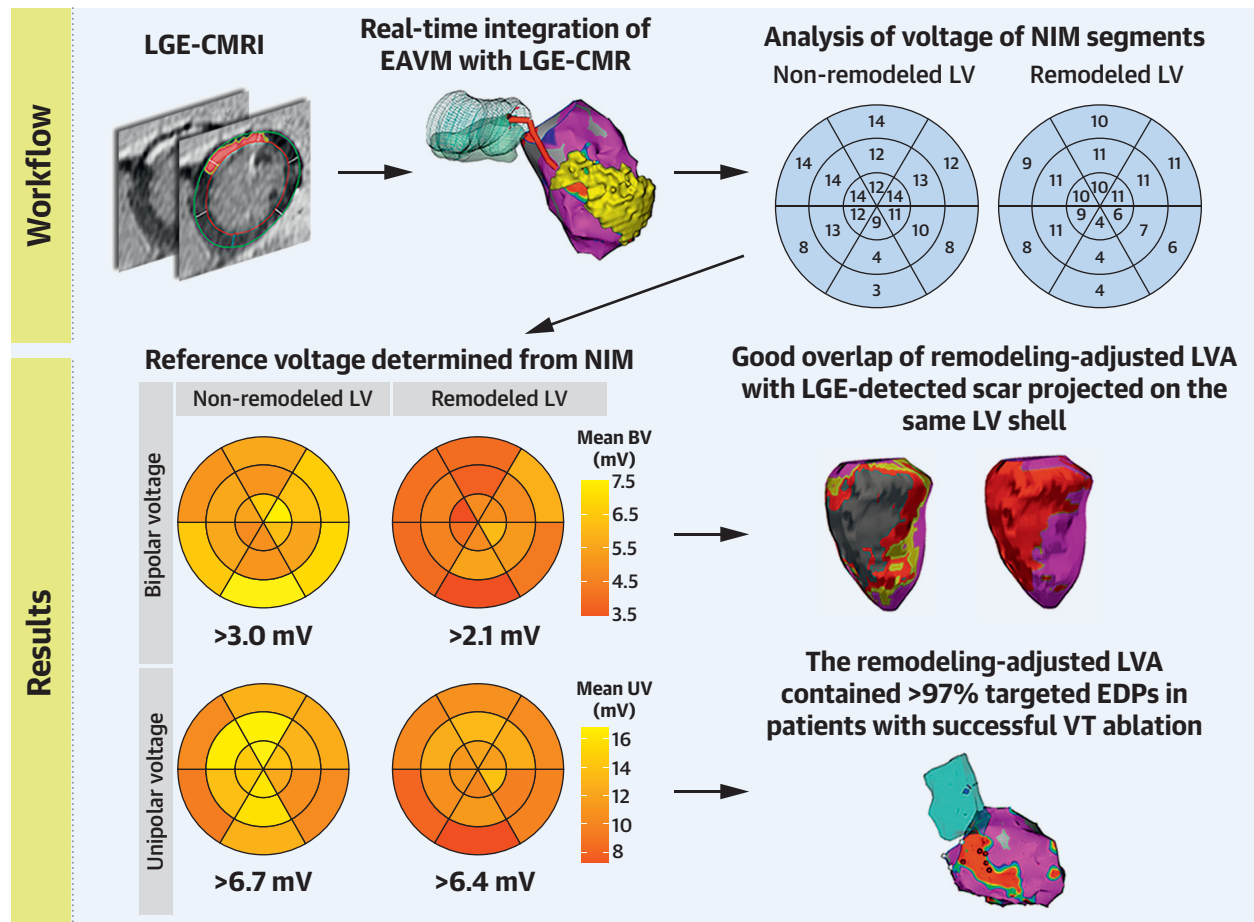 Workflow
LGE-CMRI
Real-time integration of
EAVM with LGE-CMR
Analysis of voltage of NIM segments
Non-remodeled LV
Remodeled LV
14
14
12
12
14
13
12
14
14
12
11
9
13
10
8
8
4
3
10
9
11
11
11
11
10
10
11
9
6
4
11
7
8
6
4
4
Results
Reference voltage determined from NIM
Non-remodeled LV
Remodeled LV
Bipolar voltage
Mean BV
(mV)
7.5
6.5
5.5
4.5
3.5
>3.0 mV
>2.1 mV
Unipolar voltage
Mean UV
(mV)
16
14
12
10
8
>6.7 mV
>6.4 mV
Good overlap of remodeling-adjusted LVA
with LGE-detected scar projected on the
same LV shell
The remodeling-adjusted LVA
contained >97% targeted EDPs in
patients with successful VT ablation